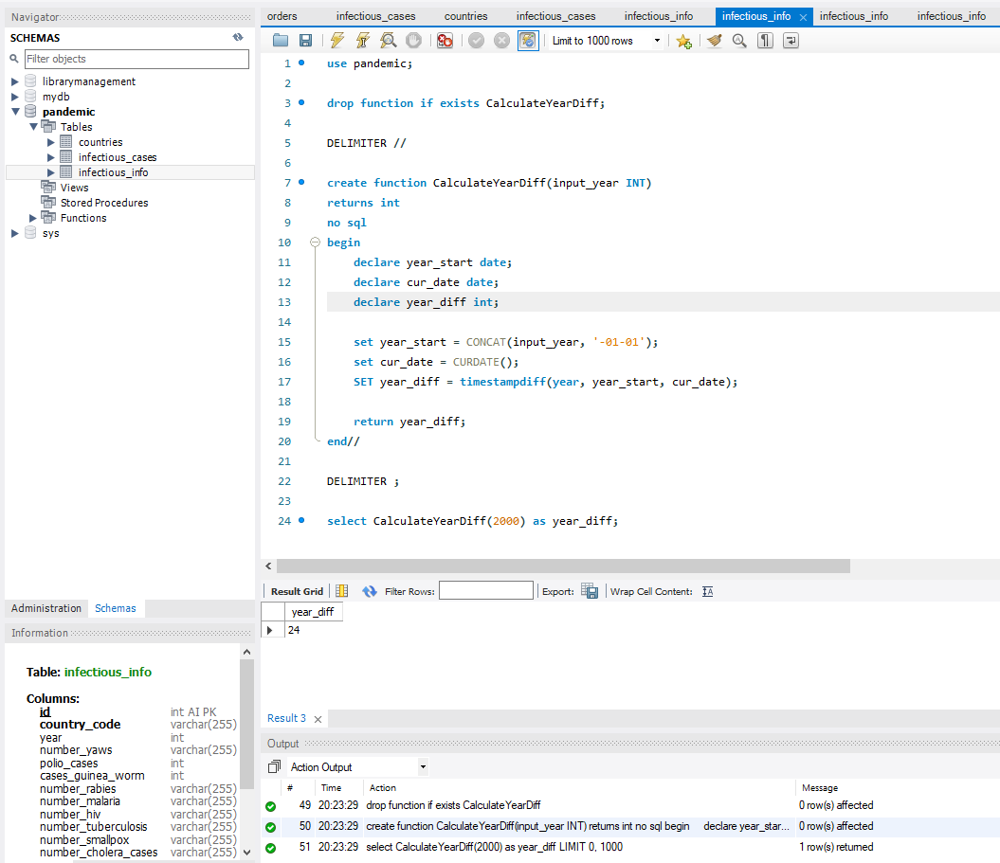 Navigator
SCHEMAS
Filter objects
librarymanagement
mydb
pandemic
Tables
countries
infectious_cases
infectious_info
Views
Stored Procedures
Functions
sys
Administration Schemas
Information
Table: infectious_info
Columns:
id int AI PK
country_code varchar(255)
year int
number_yaws varchar(255)
polio_cases int
cases_guinea_worm int
number_rabies varchar(255)
number_malaria varchar(255)
number_hiv varchar(255)
number_tuberculosis varchar(255)
number_smallpox varchar(255)
number_cholera_cases varchar(255)
orders infectious_cases countries infectious_cases infectious_info infectious_info infectious_info infectious_info
Limit to 1000 rows
1 use pandemic;
2
3 drop function if exists CalculateYearDiff;
4
5 DELIMITER //
6
7 create function CalculateYearDiff(input_year INT)
8 returns int
9 no sql
10 begin
11 declare year_start date;
12 declare cur_date date;
13 declare year_diff int;
14
15 set year_start = CONCAT(input_year, '-01-01');
16 set cur_date = CURDATE();
17 SET year_diff = timestampdiff(year, year_start, cur_date);
18
19 return year_diff;
20 end//
21
22 DELIMITER ;
23
24 select CalculateYearDiff(2000) as year_diff;
Result Grid Filter Rows: Export: Wrap Cell Content:
year_diff
24
Result 3
Output
Action Output
# Time Action Message
49 20:23:29 drop function if exists CalculateYearDiff 0 row(s) affected
50 20:23:29 create function CalculateYearDiff(input_year INT) returns int no sql begin declare year_star... 0 row(s) affected
51 20:23:29 select CalculateYearDiff(2000) as year_diff LIMIT 0, 1000 1 row(s) returned